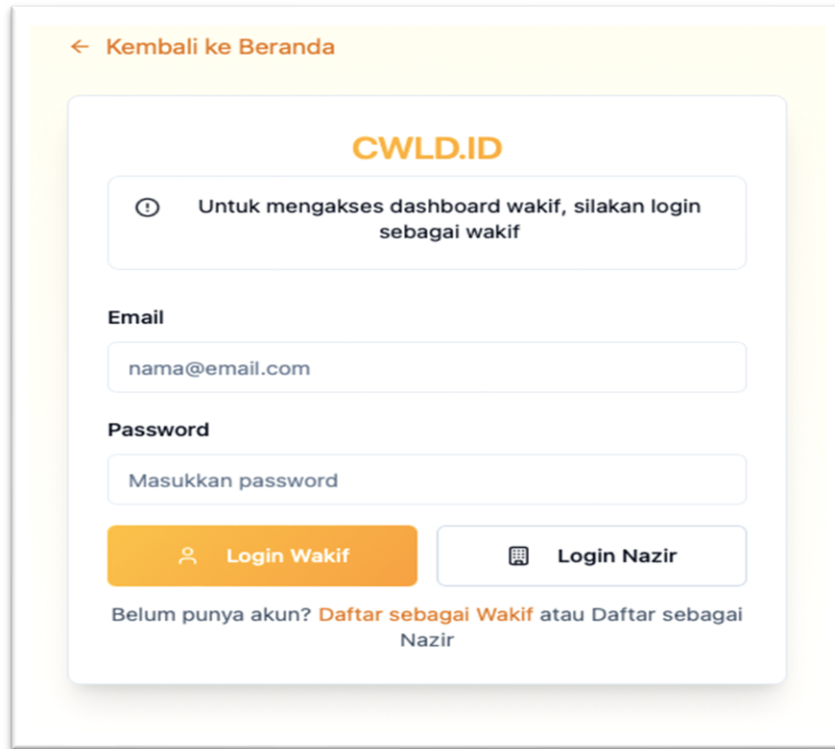 ← Kembali ke Beranda
CWLD.ID
Untuk mengakses dashboard wakif, silakan login
sebagai wakif
Email
nama@email.com
Password
Masukkan password
Login Wakif
Login Nazir
Belum punya akun? Daftar sebagai Wakif atau Daftar sebagai
Nazir